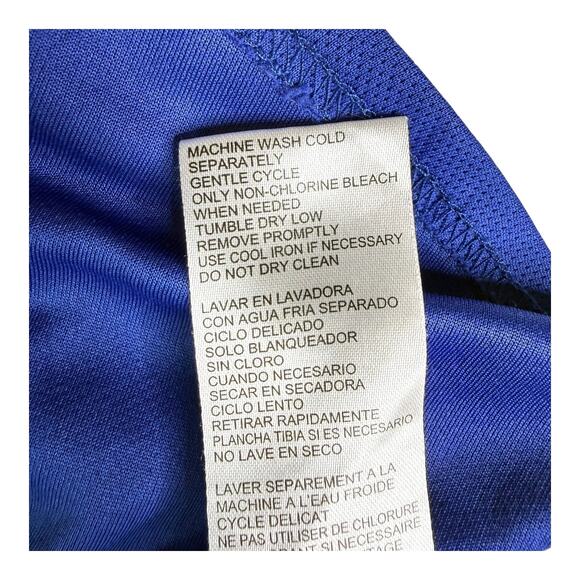 MACHINE WASH COLD
SEPARATELY
GENTLE CYCLE
ONLY NON-CHLORINE BLEACH
WHEN NEEDED
TUMBLE DRY LOW
REMOVE PROMPTLY
USE COOL IRON IF NECESSARY
DO NOT DRY CLEAN
LAVAR EN LAVADORA
CON AGUA FRIA SEPARADO
CICLO DELICADO
SOLO BLANQUEADOR
SIN CLORO
CUANDO NECESARIO
SECAR EN SECADORA
CICLO LENTO
RETIRAR RAPIDAMENTE
PLANCHA TIBIA SI ES NECESARIO
NO LAVE EN SECO
LAVER SEPAREMENT A LA
MACHINE A L'EAU FROIDE
CYCLE DELICAT
NE PAS UTILISER DE CHLORURE
SI NECESSAIRE